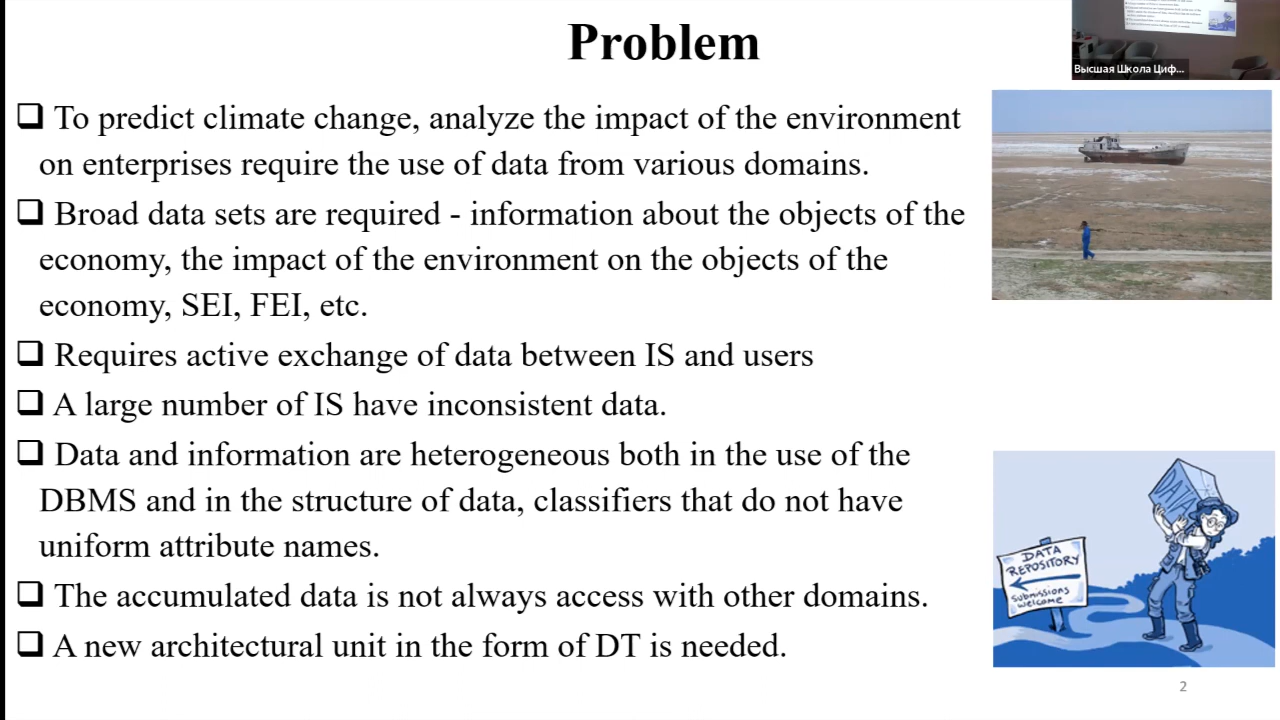 Problem
Высшая Школа Циф...
❑ To predict climate change, analyze the impact of the environment
on enterprises require the use of data from various domains.
❑ Broad data sets are required - information about the objects of the
economy, the impact of the environment on the objects of the
economy, SEI, FEI, etc.
❑ Requires active exchange of data between IS and users
❑ A large number of IS have inconsistent data.
❑ Data and information are heterogeneous both in the use of the
DBMS and in the structure of data, classifiers that do not have
uniform attribute names.
❑ The accumulated data is not always access with other domains.
❑ A new architectural unit in the form of DT is needed.
DATA
DATA
REPOSITORY
submissions
welcome
2